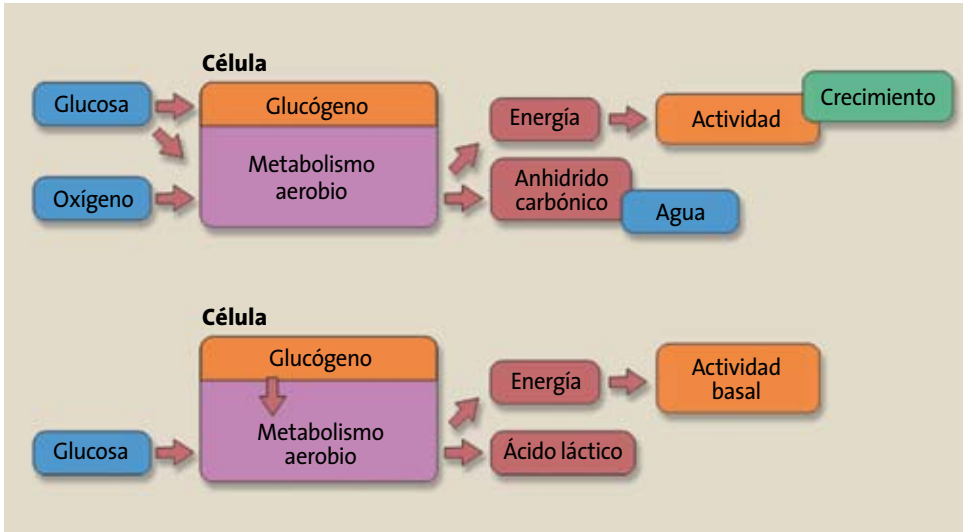 Célula
Glucosa
Glucógeno
Oxígeno
Metabolismo
aerobio
Energía
Actividad
Crecimiento
Anhidrido
carbónico
Agua
Célula
Glucógeno
Glucosa
Metabolismo
aerobio
Energía
Actividad
basal
Ácido láctico